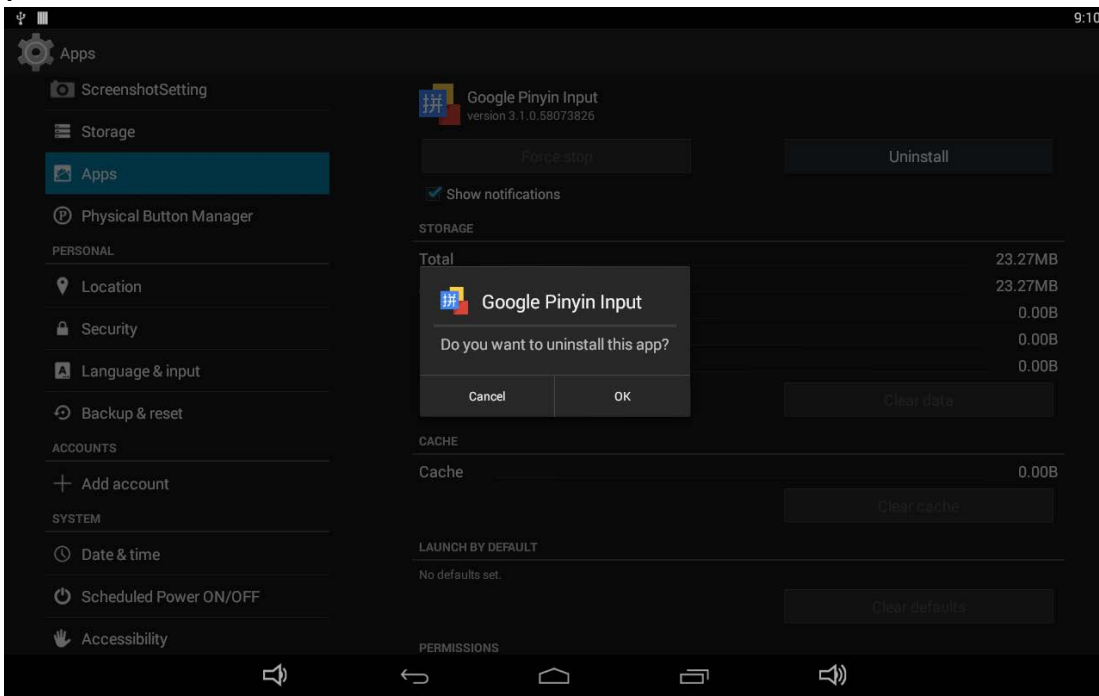 9:10
Apps
ScreenshotSetting
Storage
Apps
Physical Button Manager
PERSONAL
Location
Security
Language & input
Backup & reset
ACCOUNTS
Add account
SYSTEM
Date & time
Scheduled Power ON/OFF
Accessibility
拼
Google Pinyin Input
version 3.1.0.58073826
Force stop
Uninstall
Show notifications
STORAGE
Total 23.27MB
23.27MB
0.00B
0.00B
0.00B
Clear data
拼
Google Pinyin Input
Do you want to uninstall this app?
Cancel OK
CACHE
Cache 0.00B
Clear cache
LAUNCH BY DEFAULT
No defaults set.
Clear defaults
PERMISSIONS